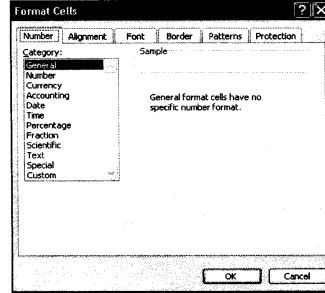 Format Cells
Number Alignment Font Border Patterns Protection
Category:
General
Number
Currency
Accounting
Date
Time
Percentage
Fraction
Scientific
Text
Special
Custom
Sample
General format cells have no
specific number format.
OK Cancel